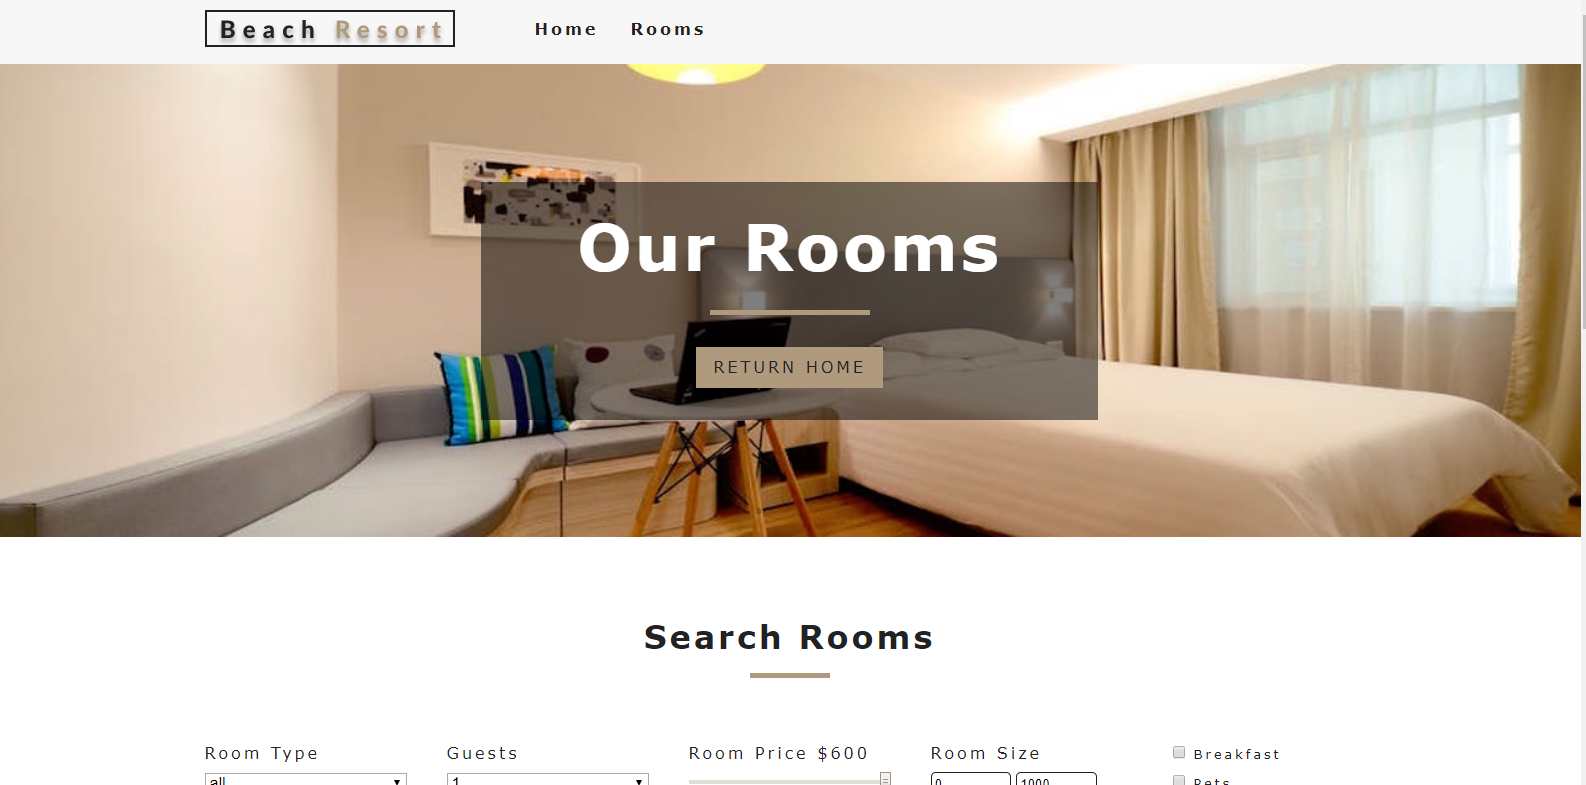 Beach Resort
Home Rooms
Our Rooms
RETURN HOME
Search Rooms
Room Type Guests Room Price $600 Room Size Breakfast
all 1 0 1000 Pets